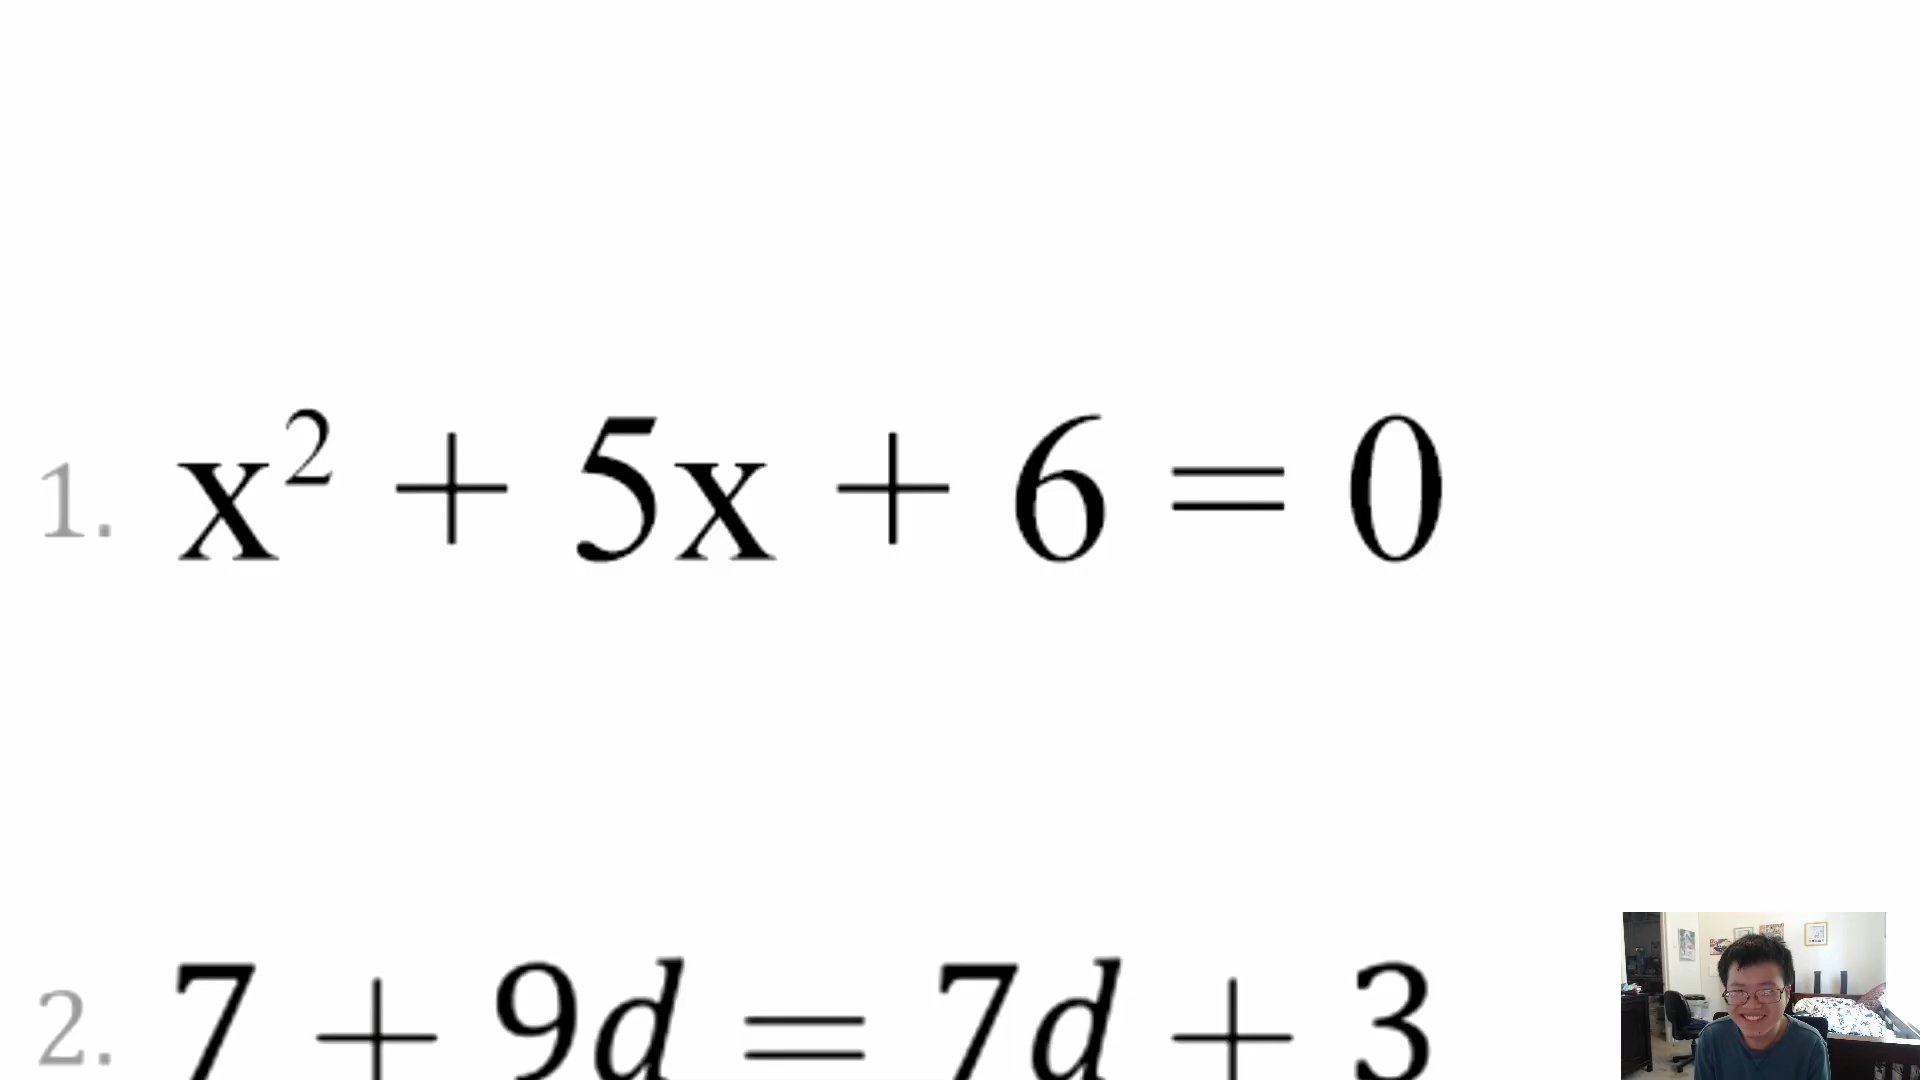 1. x² + 5x + 6 = 0
2. 7 + 9d = 7d + 3